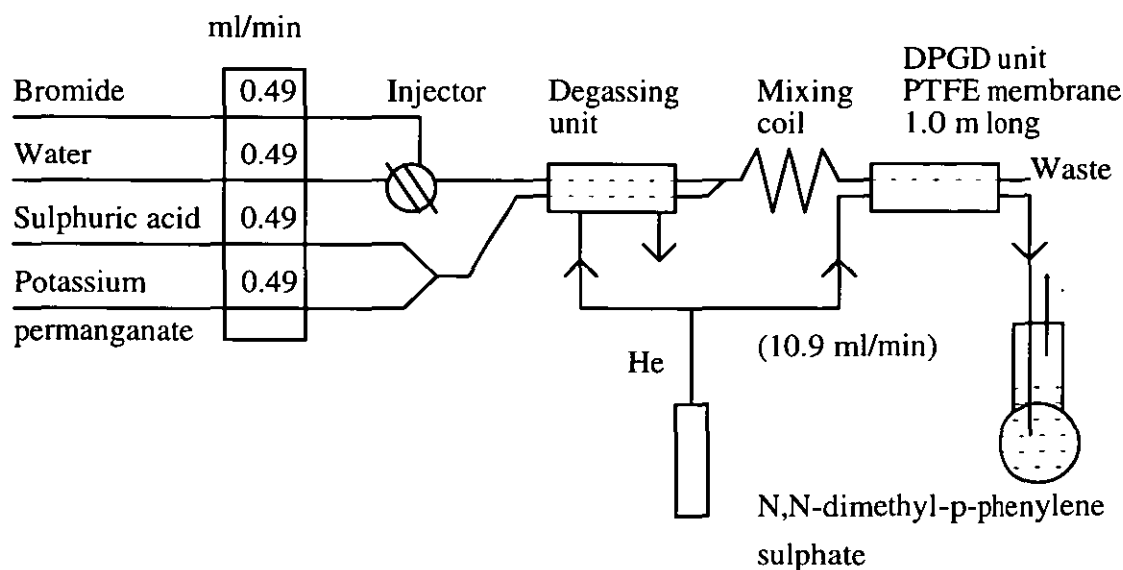 ml/min
Bromide
0.49
Water
0.49
Sulphuric acid
0.49
Potassium
permanganate
0.49
Injector
Degassing
unit
Mixing
coil
DPGD unit
PTFE membrane
1.0 m long
Waste
He
(10.9 ml/min)
N,N-dimethyl-p-phenylene
sulphate